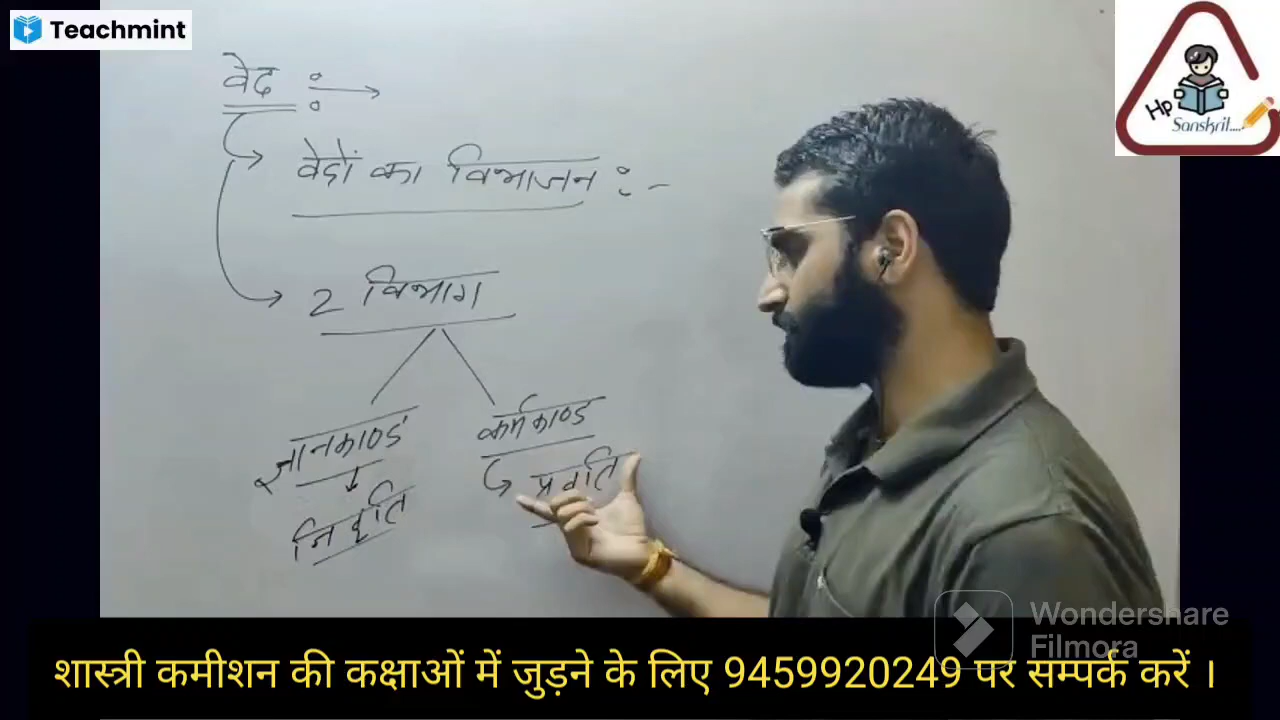 Teachmint
Hp
Sanskrit....
वेद :→
वेदों का विभाजन :-
2 विभाग
ज्ञानकाण्ड कर्मकाण्ड
निवृति प्रवृति
Wondershare
Filmora
शास्त्री कमीशन की कक्षाओं में जुड़ने के लिए 9459920249 पर सम्पर्क करें ।